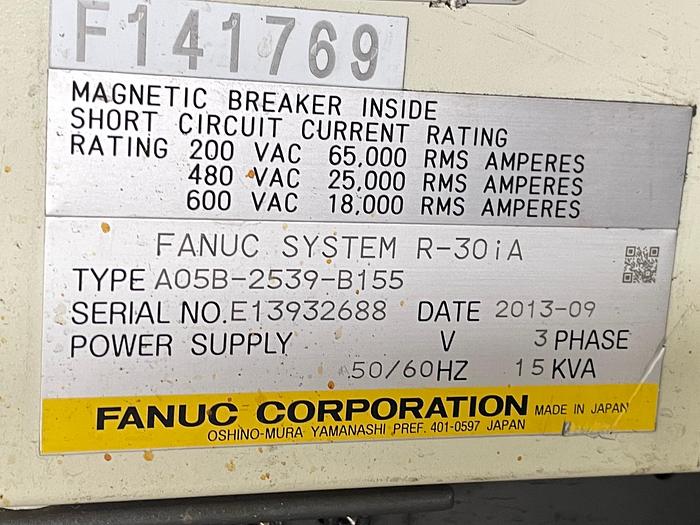 F141769
MAGNETIC BREAKER INSIDE
SHORT CIRCUIT CURRENT RATING
RATING 200 VAC 65,000 RMS AMPERES
480 VAC 25,000 RMS AMPERES
600 VAC 18,000 RMS AMPERES
FANUC SYSTEM R-30iA
TYPE A05B-2539-B155
SERIAL NO. E13932688 DATE 2013-09
POWER SUPPLY V 3 PHASE
50/60HZ 15 KVA
FANUC CORPORATION MADE IN JAPAN
OSHINO-MURA YAMANASHI PREF. 401-0597 JAPAN